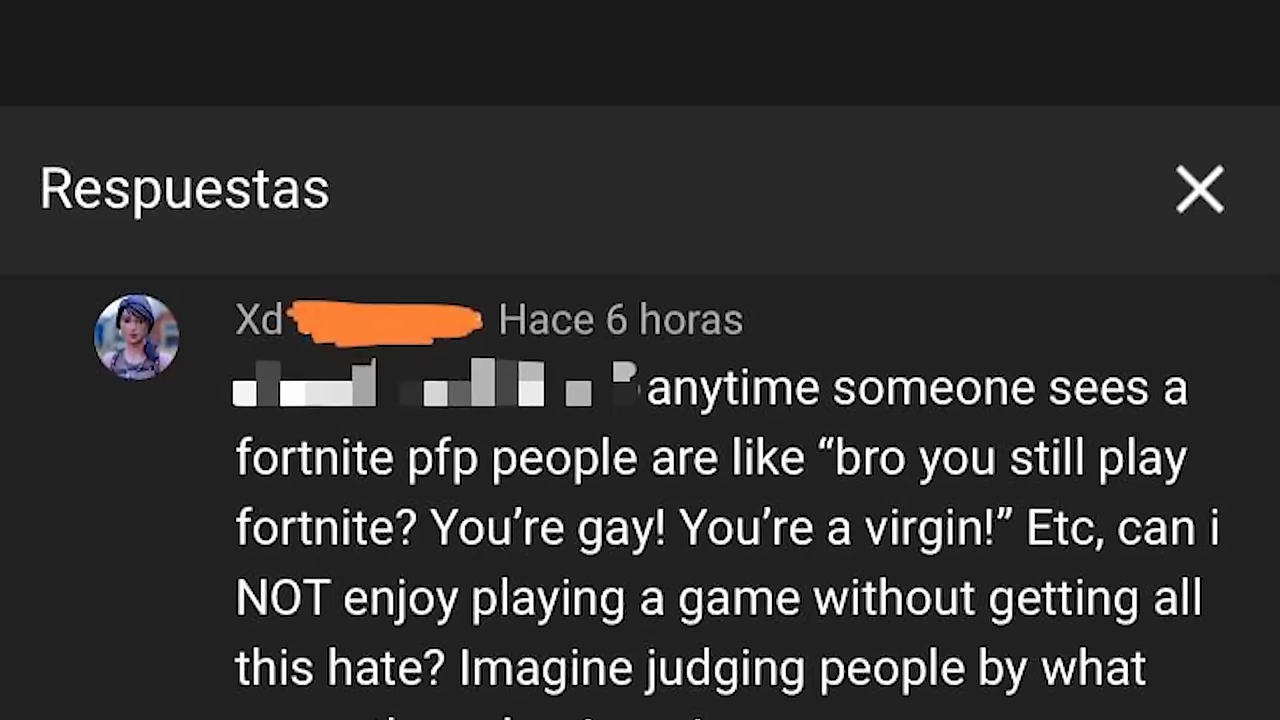 Respuestas
Xd Hace 6 horas
anytime someone sees a
fortnite pfp people are like “bro you still play
fortnite? You’re gay! You’re a virgin!” Etc, can i
NOT enjoy playing a game without getting all
this hate? Imagine judging people by what